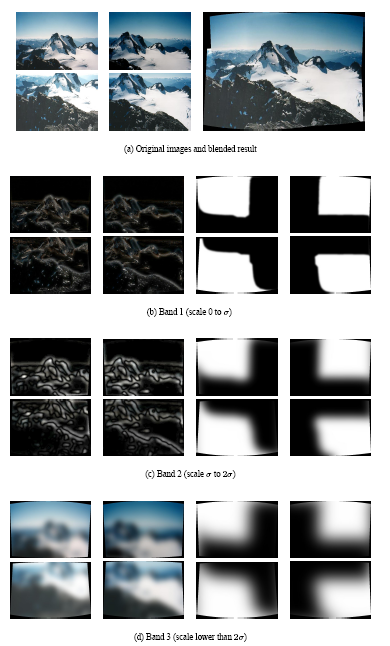 (a) Original images and blended result
(b) Band 1 (scale 0 to σ)
(c) Band 2 (scale σ to 2σ)
(d) Band 3 (scale lower than 2σ)